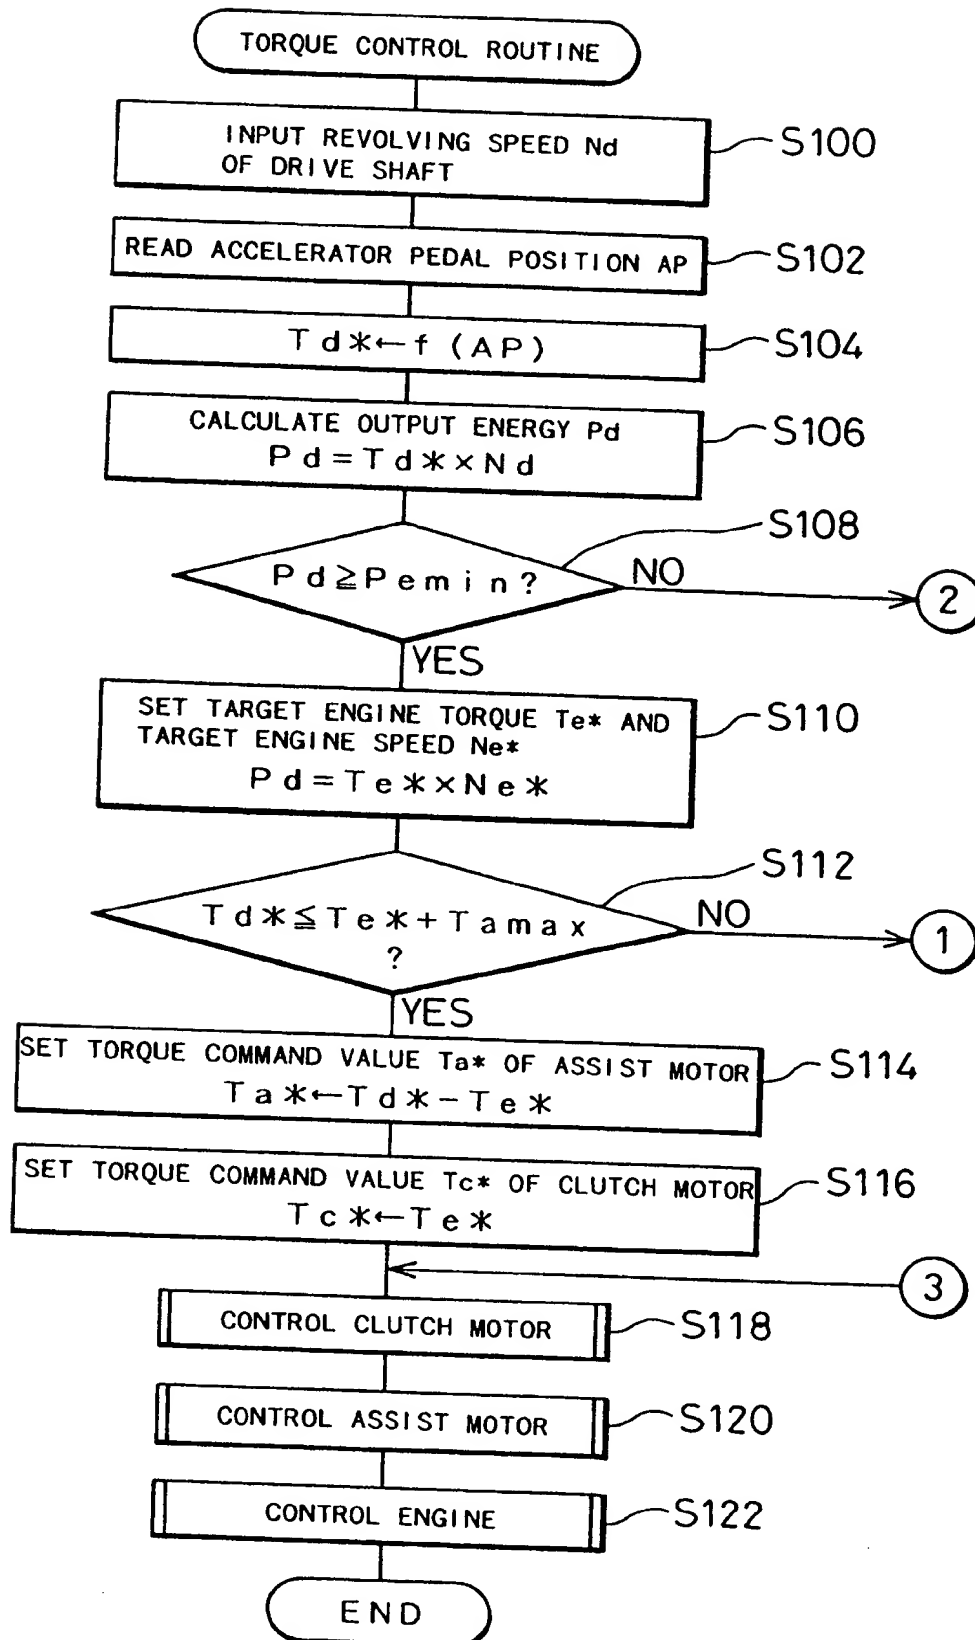 TORQUE CONTROL ROUTINE
INPUT REVOLVING SPEED Nd
OF DRIVE SHAFT
S100
READ ACCELERATOR PEDAL POSITION AP
S102
Td*←f (AP)
S104
CALCULATE OUTPUT ENERGY Pd
Pd=Td*×Nd
S106
S108
Pd≧Pemin?
NO
2
YES
SET TARGET ENGINE TORQUE Te* AND
TARGET ENGINE SPEED Ne*
Pd=Te*×Ne*
S110
S112
Td*≦Te*+Tamax
?
NO
1
YES
SET TORQUE COMMAND VALUE Ta* OF ASSIST MOTOR
Ta*←Td*-Te*
S114
SET TORQUE COMMAND VALUE Tc* OF CLUTCH MOTOR
Tc*←Te*
S116
3
CONTROL CLUTCH MOTOR
S118
CONTROL ASSIST MOTOR
S120
CONTROL ENGINE
S122
END